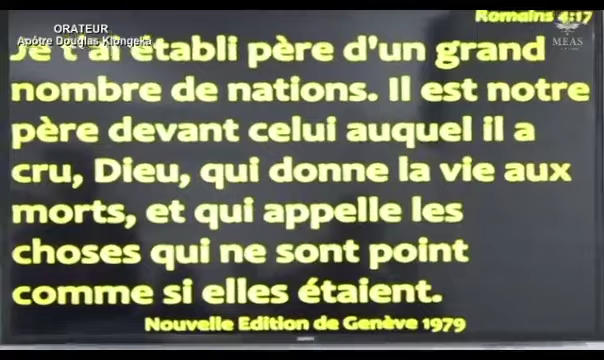 Romains 4:17
ORATEUR
Apôtre Douglas Kiongeka
MEAS
Je t'ai établi père d'un grand
nombre de nations. Il est notre
père devant celui auquel il a
cru, Dieu, qui donne la vie aux
morts, et qui appelle les
choses qui ne sont point
comme si elles étaient.
Nouvelle Edition de Genève 1979